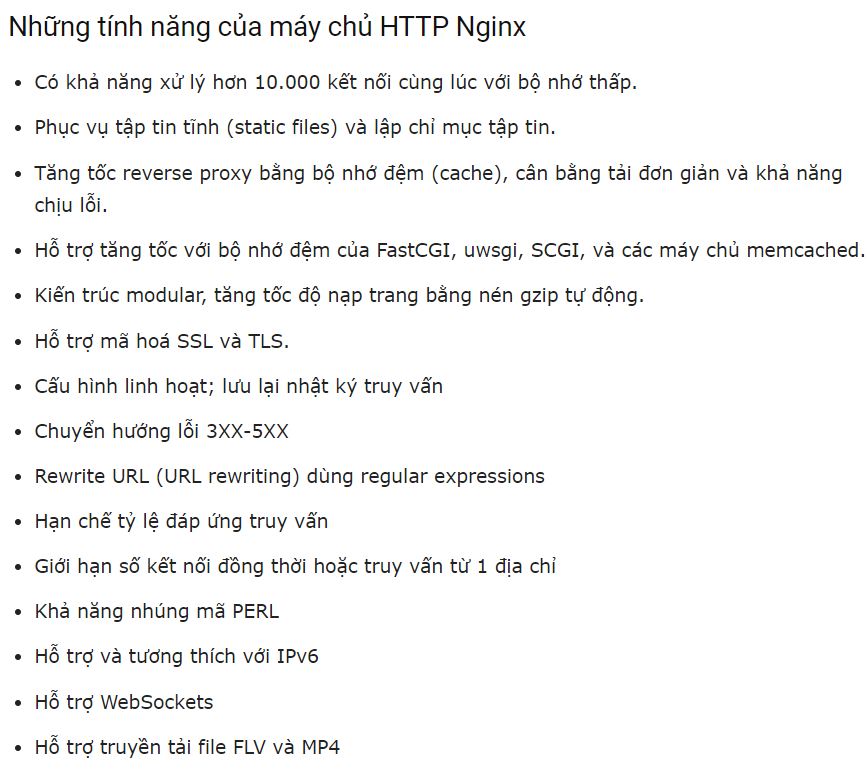 Những tính năng của máy chủ HTTP Nginx
• Có khả năng xử lý hơn 10.000 kết nối cùng lúc với bộ nhớ thấp.
• Phục vụ tập tin tĩnh (static files) và lập chỉ mục tập tin.
• Tăng tốc reverse proxy bằng bộ nhớ đệm (cache), cân bằng tải đơn giản và khả năng
chịu lỗi.
• Hỗ trợ tăng tốc với bộ nhớ đệm của FastCGI, uwsgi, SCGI, và các máy chủ memcached.
• Kiến trúc modular, tăng tốc độ nạp trang bằng nén gzip tự động.
• Hỗ trợ mã hoá SSL và TLS.
• Cấu hình linh hoạt; lưu lại nhật ký truy vấn
• Chuyển hướng lỗi 3XX-5XX
• Rewrite URL (URL rewriting) dùng regular expressions
• Hạn chế tỷ lệ đáp ứng truy vấn
• Giới hạn số kết nối đồng thời hoặc truy vấn từ 1 địa chỉ
• Khả năng nhúng mã PERL
• Hỗ trợ và tương thích với IPv6
• Hỗ trợ WebSockets
• Hỗ trợ truyền tải file FLV và MP4